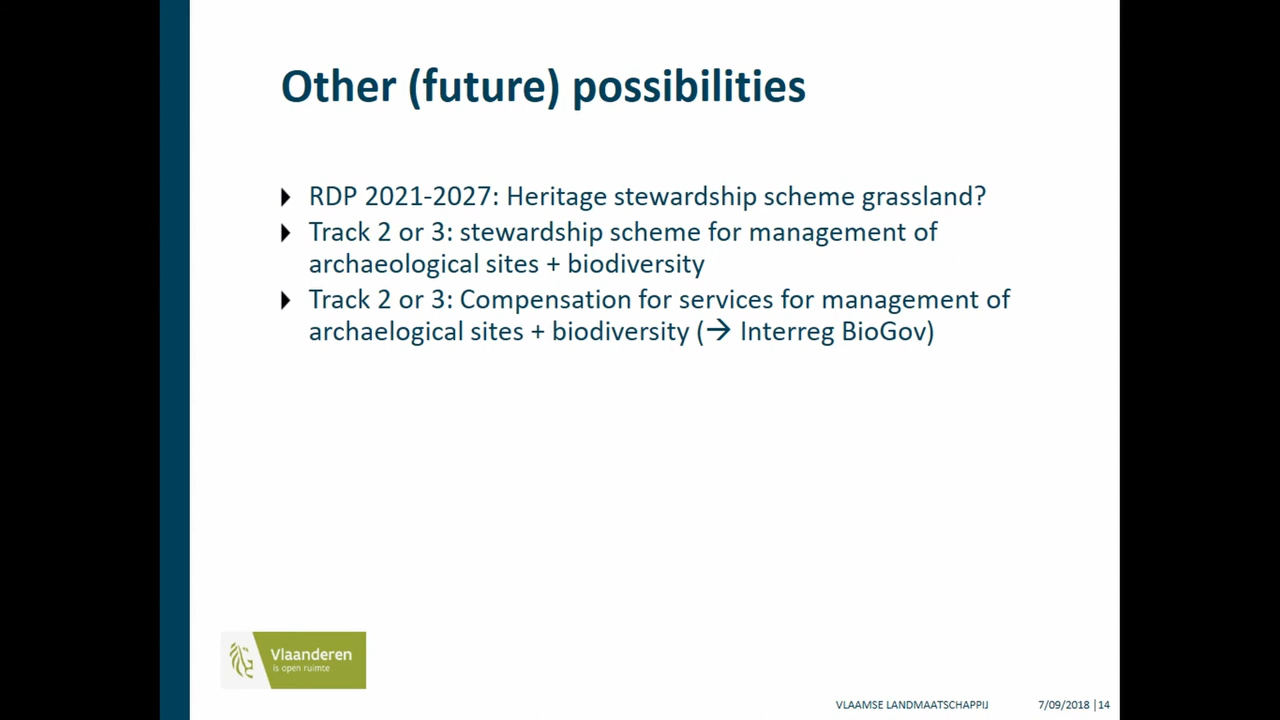 Other (future) possibilities
RDP 2021-2027: Heritage stewardship scheme grassland?
Track 2 or 3: stewardship scheme for management of
archaeological sites + biodiversity
Track 2 or 3: Compensation for services for management of
archaelogical sites + biodiversity (→ Interreg BioGov)
Vlaanderen
is open ruimte
VLAAMSE LANDMAATSCHAPPIJ 7/09/2018 |14